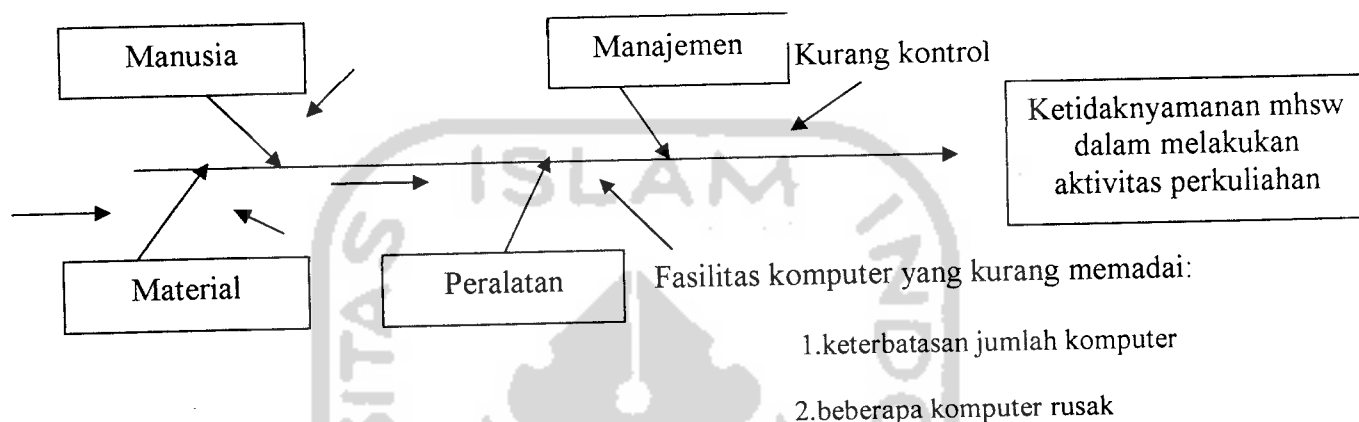 Manusia
Manajemen
Kurang kontrol
Ketidaknyamanan mhsw
dalam melakukan
aktivitas perkuliahan
ISLAM
Material
Peralatan
Fasilitas komputer yang kurang memadai:
1.keterbatasan jumlah komputer
2.beberapa komputer rusak